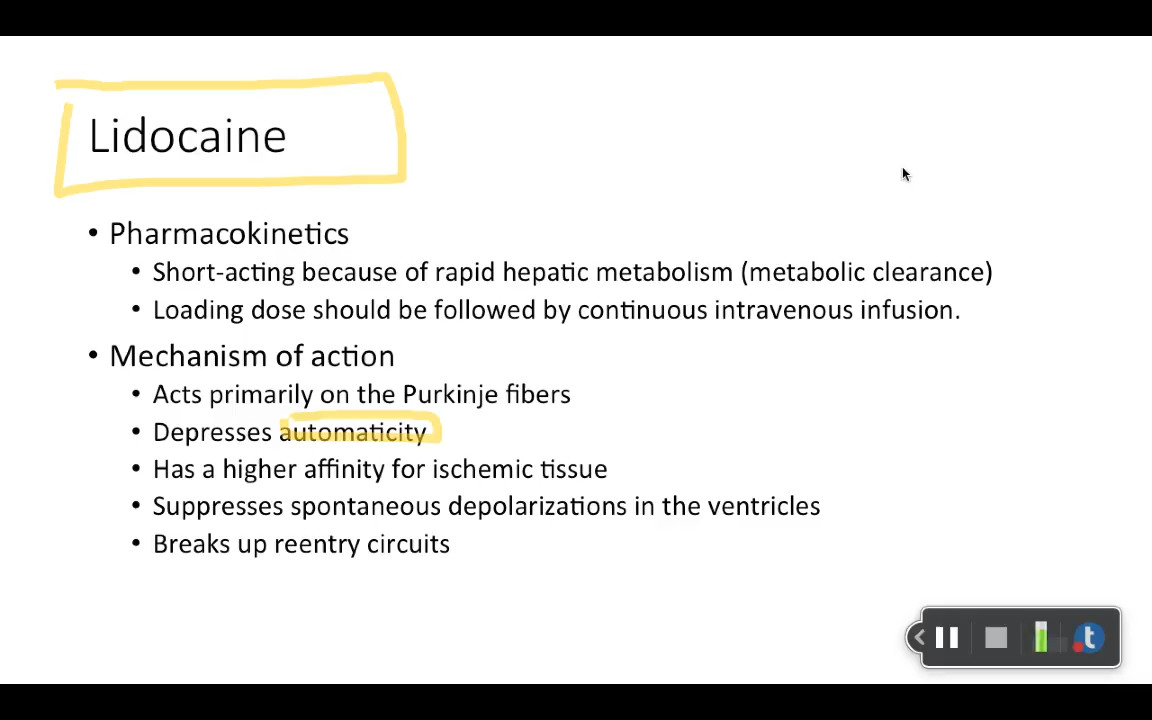 Lidocaine
• Pharmacokinetics
• Short-acting because of rapid hepatic metabolism (metabolic clearance)
• Loading dose should be followed by continuous intravenous infusion.
• Mechanism of action
• Acts primarily on the Purkinje fibers
• Depresses automaticity
• Has a higher affinity for ischemic tissue
• Suppresses spontaneous depolarizations in the ventricles
• Breaks up reentry circuits
t